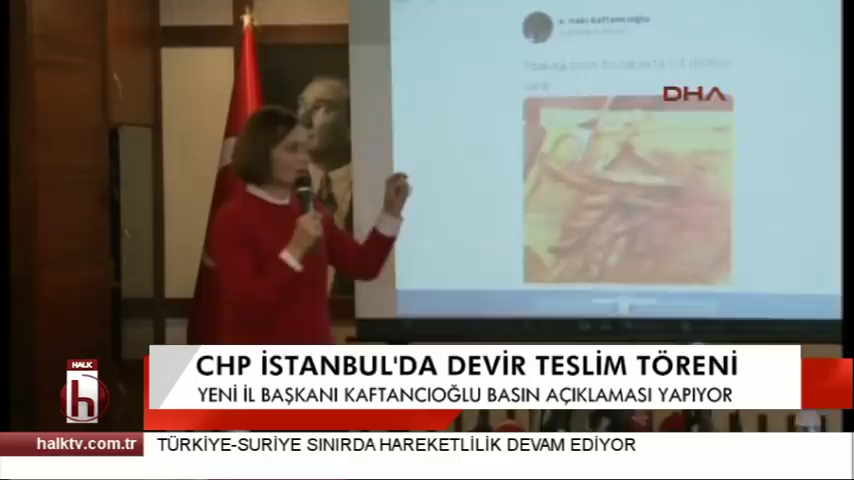 DHA
CHP İSTANBUL'DA DEVİR TESLİM TÖRENİ
YENİ İL BAŞKANI KAFTANCIOĞLU BASIN AÇIKLAMASI YAPIYOR
HALK
h
halktv.com.tr
TÜRKİYE-SURİYE SINIRDA HAREKETLİLİK DEVAM EDİYOR